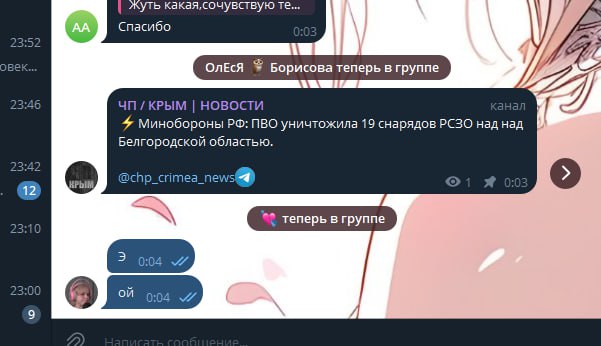 Жуть какая,сочувствую те...
АА
Спасибо
0:03
23:52
овек...
ОлЕсЯ Борисова теперь в группе
23:46
ЧП / КРЫМ | НОВОСТИ
канал
⚡Минобороны РФ: ПВО уничтожила 19 снарядов РСЗО над над
Белгородской областью.
23:42
@chp_crimea_news
КРЫМ
12
1
0:03
💘 теперь в группе
23:10
Э
0:04
23:00
ой
0:04
9
Написать сообщение...